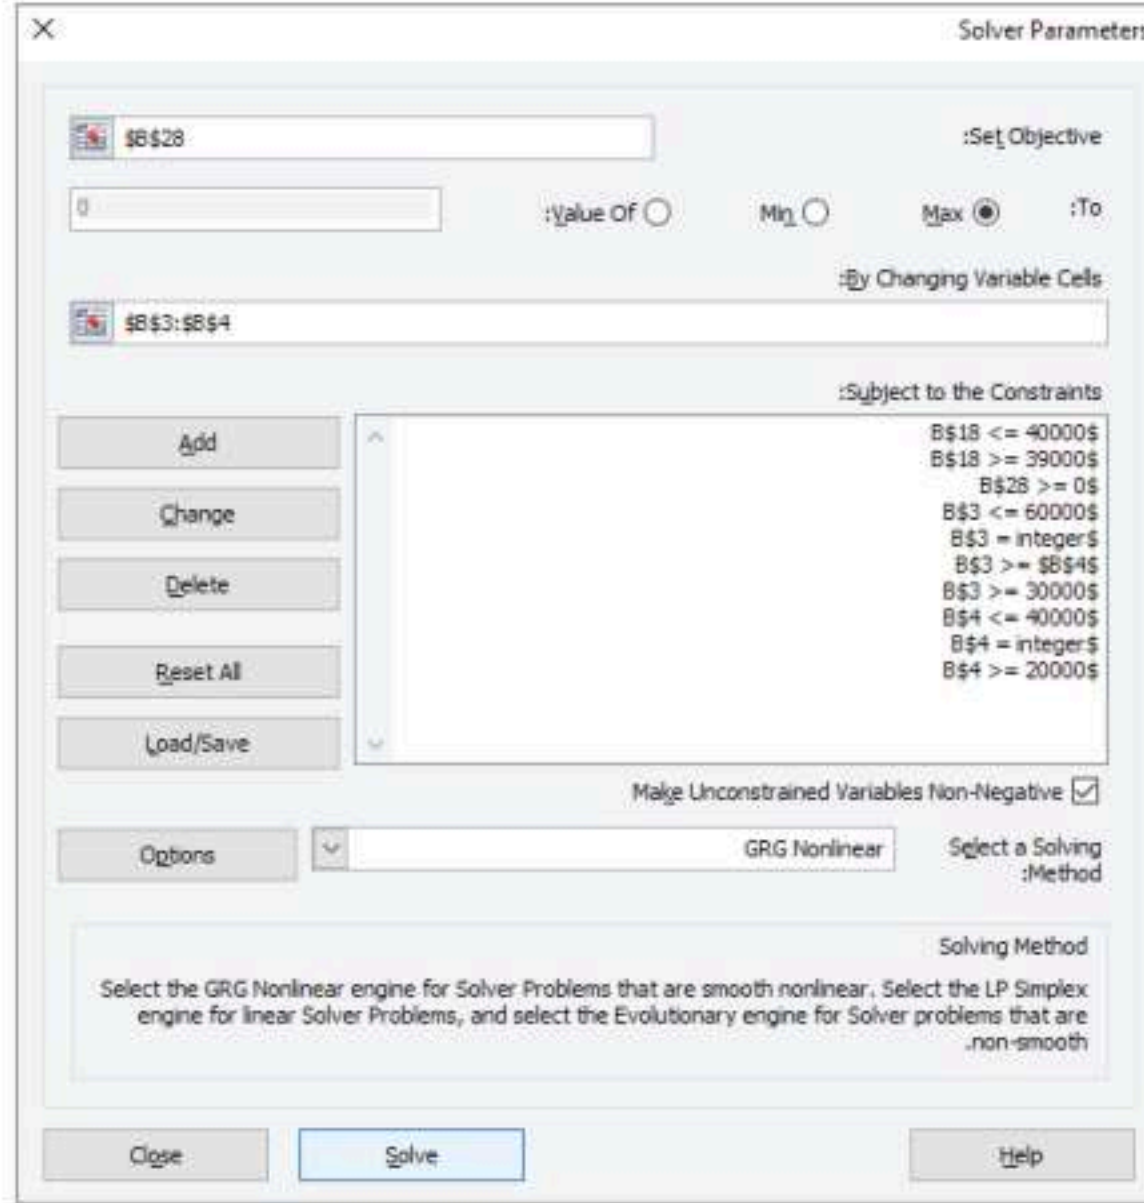 Solver Parameters
:Set Objective
$B$28
:To
Max
Min
:Value Of
0
:By Changing Variable Cells
$B$3:$B$4
:Subject to the Constraints
B$18 <= 40000$
B$18 >= 39000$
B$28 >= 0$
B$3 <= 60000$
B$3 = integer$
B$3 >= $B$4$
B$3 >= 30000$
B$4 <= 40000$
B$4 = integer$
B$4 >= 20000$
Add
Change
Delete
Reset All
Load/Save
Make Unconstrained Variables Non-Negative
Select a Solving
:Method
GRG Nonlinear
Options
Solving Method
Select the GRG Nonlinear engine for Solver Problems that are smooth nonlinear. Select the LP Simplex
engine for linear Solver Problems, and select the Evolutionary engine for Solver problems that are
.non-smooth
Help
Solve
Close